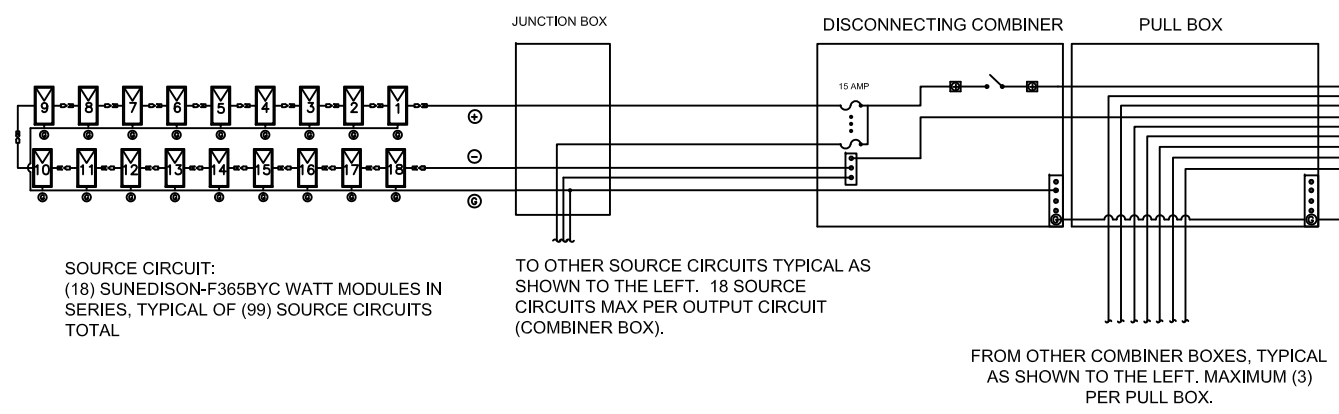 JUNCTION BOX
DISCONNECTING COMBINER
PULL BOX
15 AMP
9 8 7 6 5 4 3 2 1
+
G G G G G G G G G
−
10 11 12 13 14 15 16 17 18
G G G G G G G G G
G
G
G
SOURCE CIRCUIT:
(18) SUNEDISON-F365BYC WATT MODULES IN
SERIES, TYPICAL OF (99) SOURCE CIRCUITS
TOTAL
TO OTHER SOURCE CIRCUITS TYPICAL AS
SHOWN TO THE LEFT. 18 SOURCE
CIRCUITS MAX PER OUTPUT CIRCUIT
(COMBINER BOX).
FROM OTHER COMBINER BOXES, TYPICAL
AS SHOWN TO THE LEFT. MAXIMUM (3)
PER PULL BOX.